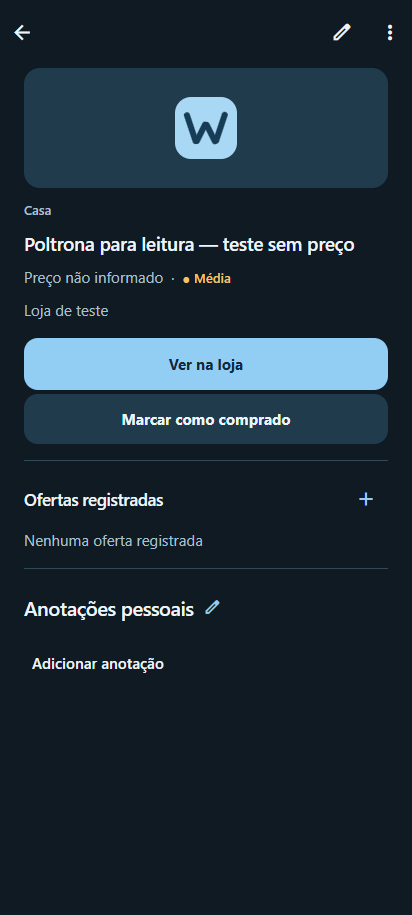 W
Casa
Poltrona para leitura — teste sem preço
Preço não informado · ● Média
Loja de teste
Ver na loja
Marcar como comprado
Ofertas registradas
Nenhuma oferta registrada
Anotações pessoais
Adicionar anotação